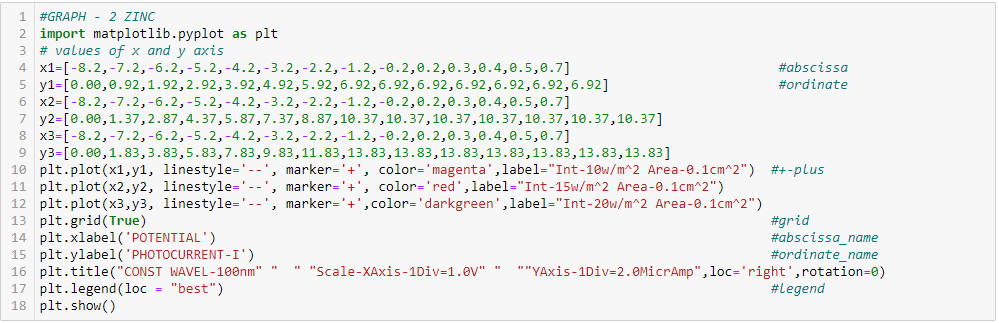 1 #GRAPH - 2 ZINC
2 import matplotlib.pyplot as plt
3 # values of x and y axis
4 x1=[-8.2,-7.2,-6.2,-5.2,-4.2,-3.2,-2.2,-1.2,-0.2,0.2,0.3,0.4,0.5,0.7] #abscissa
5 y1=[0.00,0.92,1.92,2.92,3.92,4.92,5.92,6.92,6.92,6.92,6.92,6.92,6.92,6.92] #ordinate
6 x2=[-8.2,-7.2,-6.2,-5.2,-4.2,-3.2,-2.2,-1.2,-0.2,0.2,0.3,0.4,0.5,0.7]
7 y2=[0.00,1.37,2.87,4.37,5.87,7.37,8.87,10.37,10.37,10.37,10.37,10.37,10.37,10.37]
8 x3=[-8.2,-7.2,-6.2,-5.2,-4.2,-3.2,-2.2,-1.2,-0.2,0.2,0.3,0.4,0.5,0.7]
9 y3=[0.00,1.83,3.83,5.83,7.83,9.83,11.83,13.83,13.83,13.83,13.83,13.83,13.83,13.83]
10 plt.plot(x1,y1, linestyle='--', marker='+', color='magenta',label="Int-10w/m^2 Area-0.1cm^2") #+-plus
11 plt.plot(x2,y2, linestyle='--', marker='+', color='red',label="Int-15w/m^2 Area-0.1cm^2")
12 plt.plot(x3,y3, linestyle='--', marker='+',color='darkgreen',label="Int-20w/m^2 Area-0.1cm^2")
13 plt.grid(True) #grid
14 plt.xlabel('POTENTIAL') #abscissa_name
15 plt.ylabel('PHOTOCURRENT-I') #ordinate_name
16 plt.title("CONST WAVEL-100nm" "  " "Scale-XAxis-1Div=1.0V" "  ""YAxis-1Div=2.0MicrAmp",loc='right',rotation=0)
17 plt.legend(loc = "best") #legend
18 plt.show()